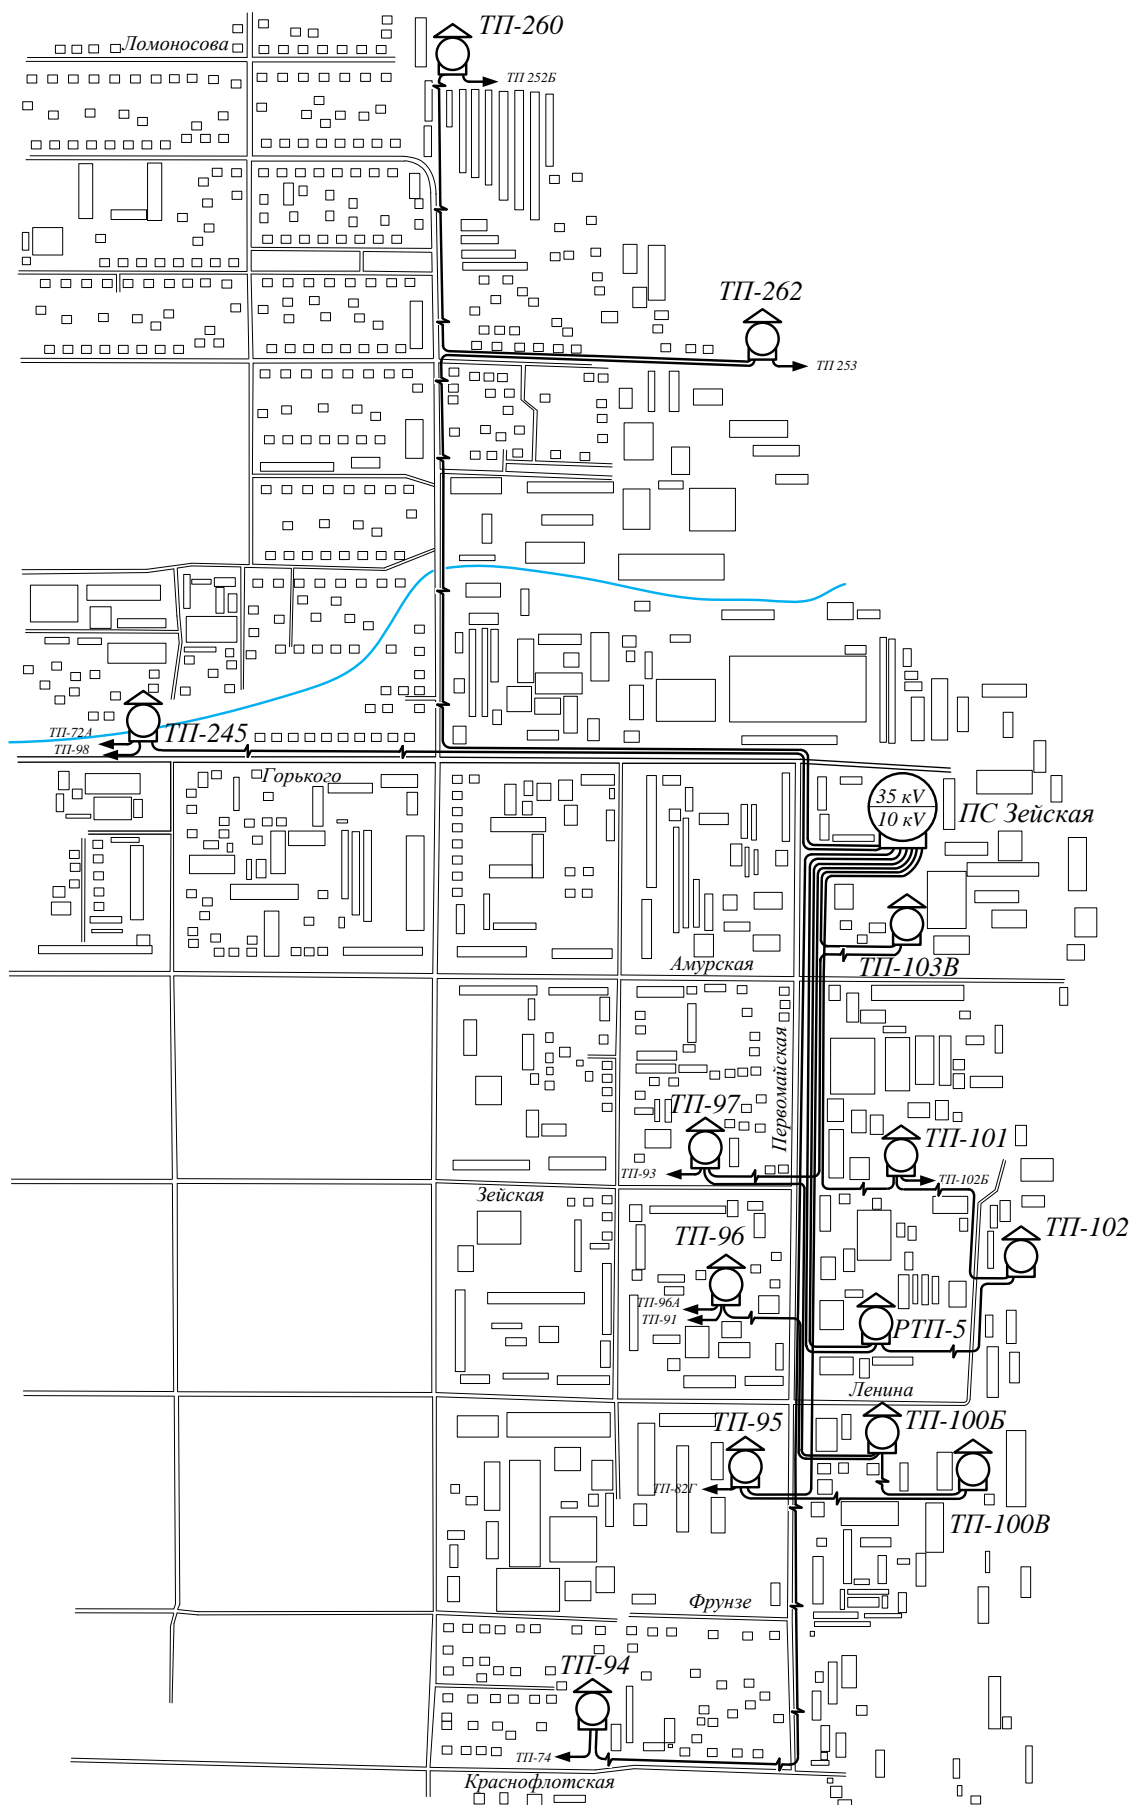 ТП-260
Ломоносова
ТП 252Б
ТП-262
ТП 253
ТП-72А
ТП-245
ТП-98
Горького
35 кV
10 кV
ПС Зейская
Амурская
ТП-103В
Первомайская
ТП-97
ТП-101
ТП-93
ТП-102Б
Зейская
ТП-96
ТП-102
ТП-96А
ТП-91
РТП-5
Ленина
ТП-95
ТП-100Б
ТП-82Г
ТП-100В
Фрунзе
ТП-94
ТП-74
Краснофлотская